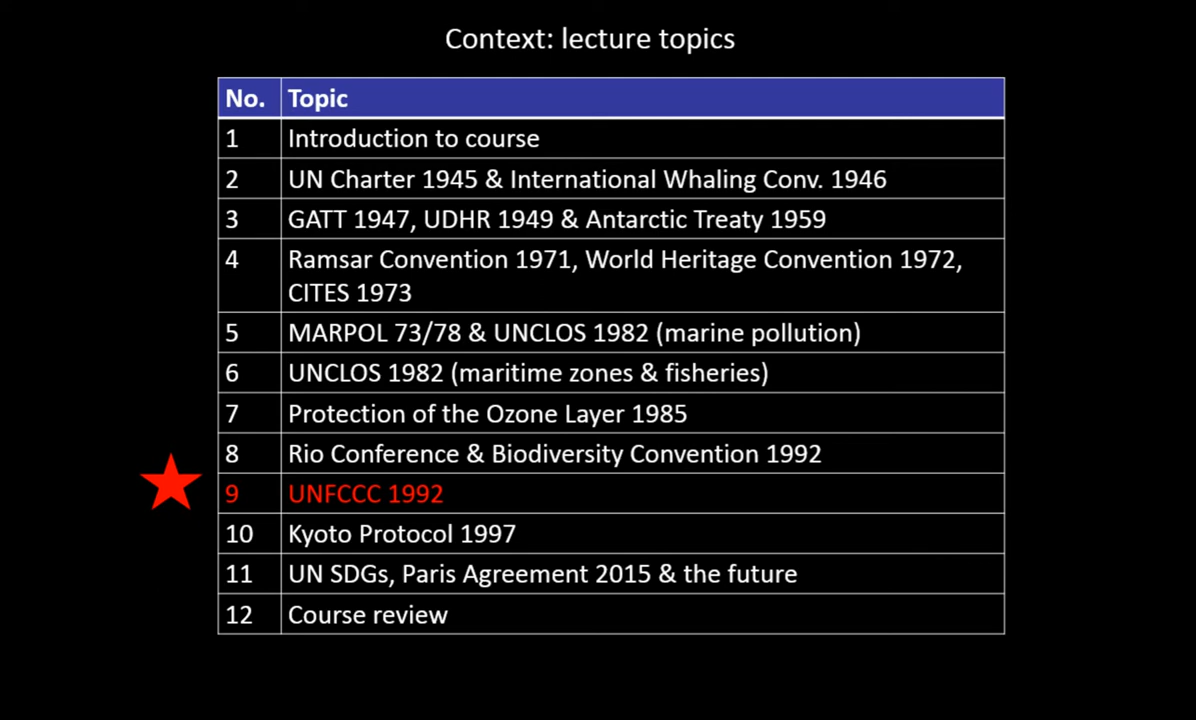 Context: lecture topics
No. Topic
1 Introduction to course
2 UN Charter 1945 & International Whaling Conv. 1946
3 GATT 1947, UDHR 1949 & Antarctic Treaty 1959
4 Ramsar Convention 1971, World Heritage Convention 1972,
CITES 1973
5 MARPOL 73/78 & UNCLOS 1982 (marine pollution)
6 UNCLOS 1982 (maritime zones & fisheries)
7 Protection of the Ozone Layer 1985
8 Rio Conference & Biodiversity Convention 1992
9 UNFCCC 1992
10 Kyoto Protocol 1997
11 UN SDGs, Paris Agreement 2015 & the future
12 Course review